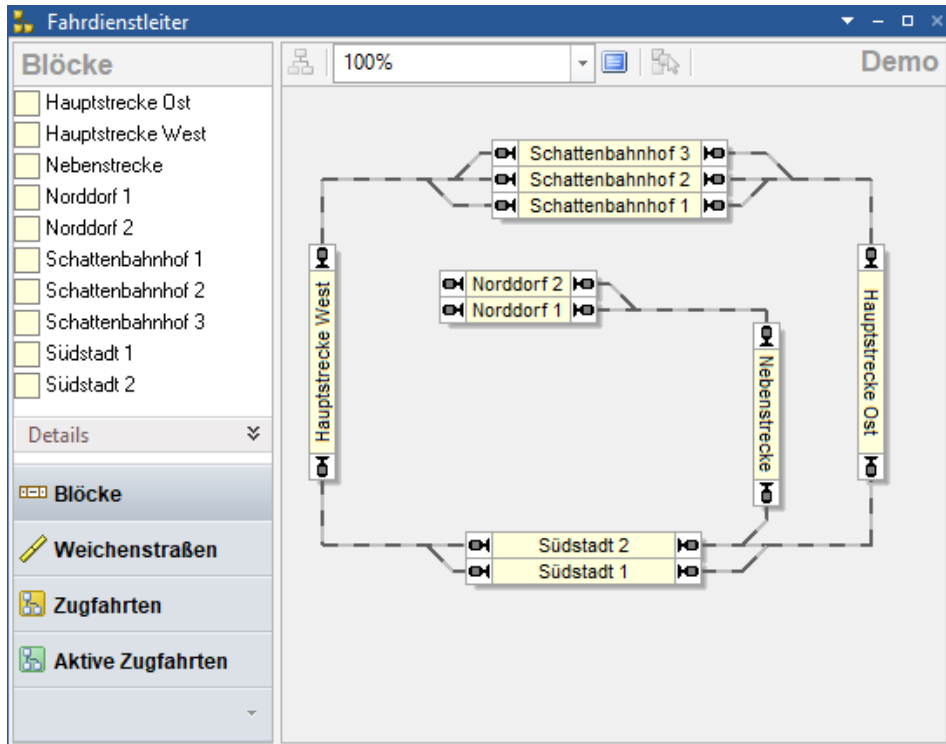 Fahrdienstleiter
Blöcke
100%
Demo
Hauptstrecke Ost
Hauptstrecke West
Nebenstrecke
Norddorf 1
Norddorf 2
Schattenbahnhof 1
Schattenbahnhof 2
Schattenbahnhof 3
Südstadt 1
Südstadt 2
Details
Blöcke
Weichenstraßen
Zugfahrten
Aktive Zugfahrten
Schattenbahnhof 3
Schattenbahnhof 2
Schattenbahnhof 1
Hauptstrecke West
Norddorf 2
Norddorf 1
Nebenstrecke
Hauptstrecke Ost
Südstadt 2
Südstadt 1